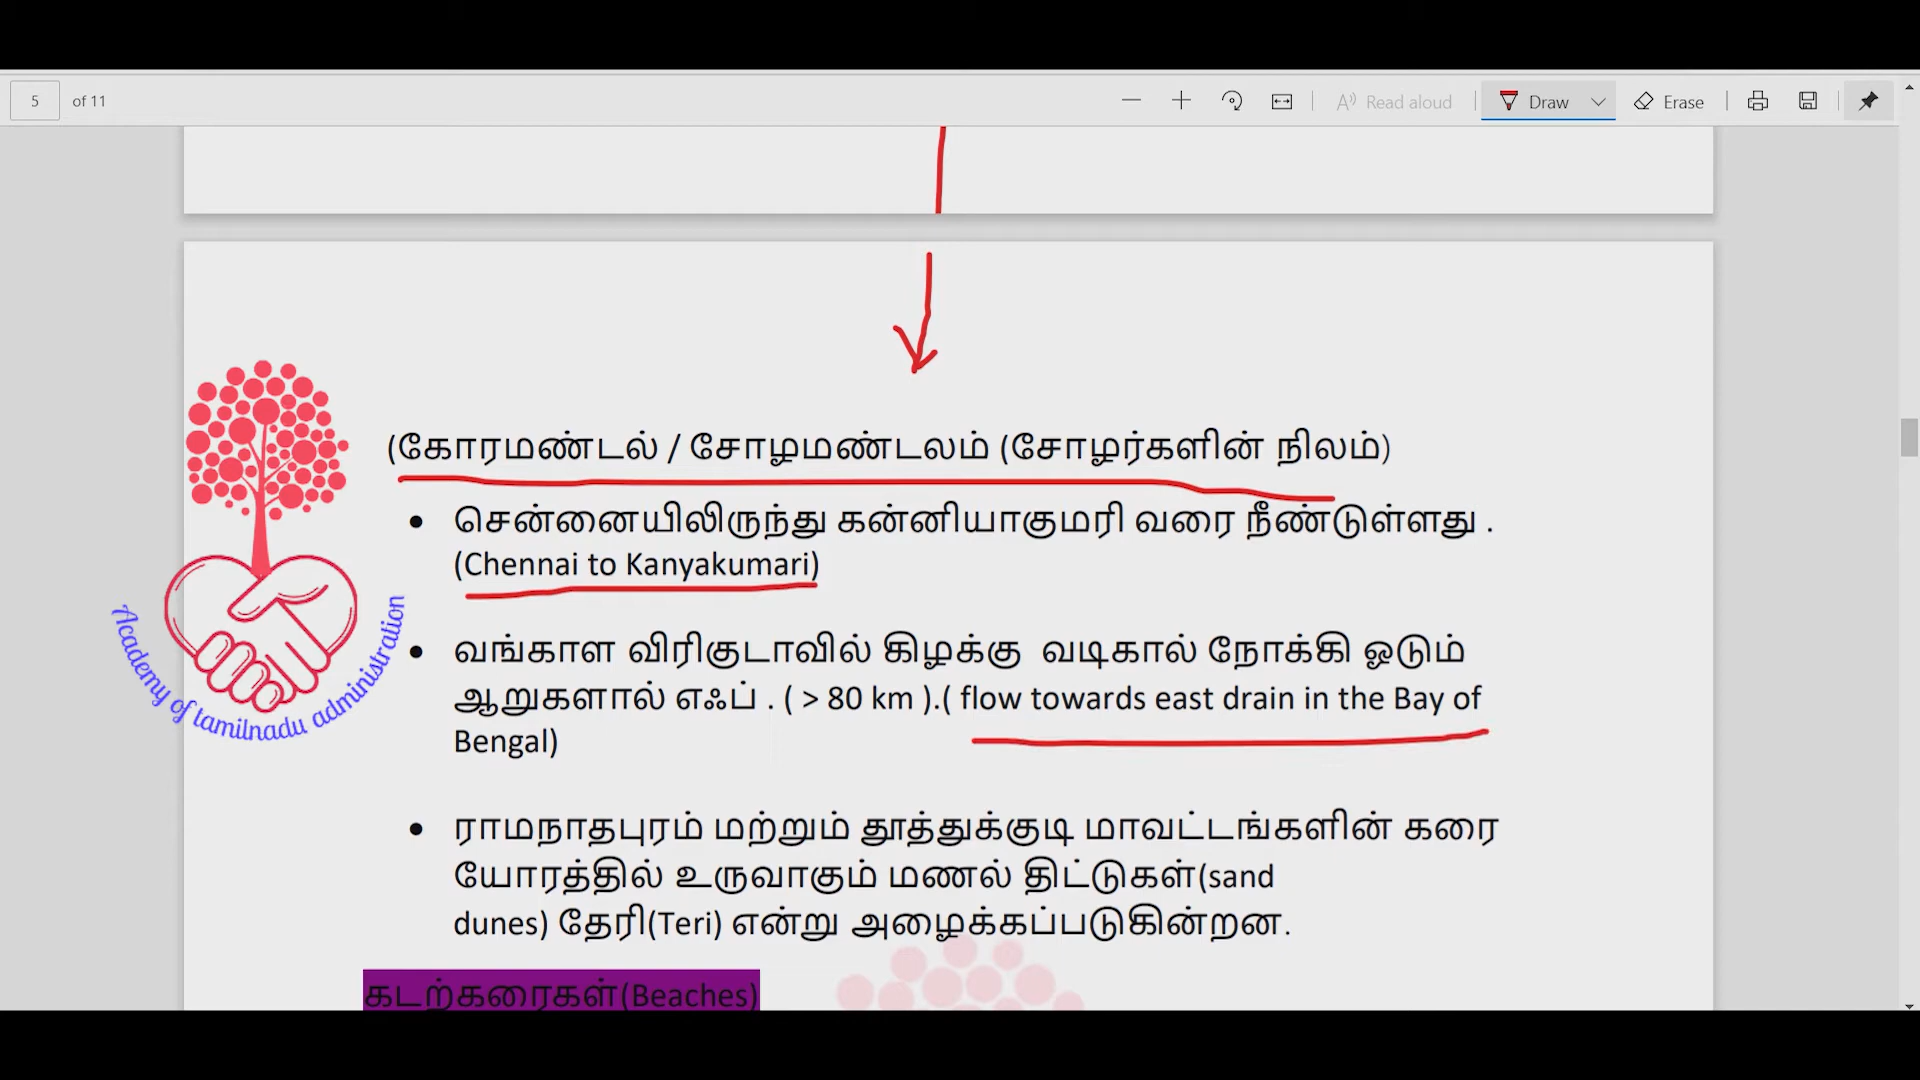 5 of 11 Read aloud Draw Erase
(கோரமண்டல் / சோழமண்டலம் (சோழர்களின் நிலம்)
• சென்னையிலிருந்து கன்னியாகுமரி வரை நீண்டுள்ளது .
(Chennai to Kanyakumari)
• வங்காள விரிகுடாவில் கிழக்கு வடிகால் நோக்கி ஓடும்
ஆறுகளால் எஃப் . ( > 80 km ).( flow towards east drain in the Bay of
Bengal)
• ராமநாதபுரம் மற்றும் தூத்துக்குடி மாவட்டங்களின் கரை
யோரத்தில் உருவாகும் மணல் திட்டுகள்(sand
dunes) தேரி(Teri) என்று அழைக்கப்படுகின்றன.
கடற்கரைகள்(Beaches)
Academy of tamilnadu administration